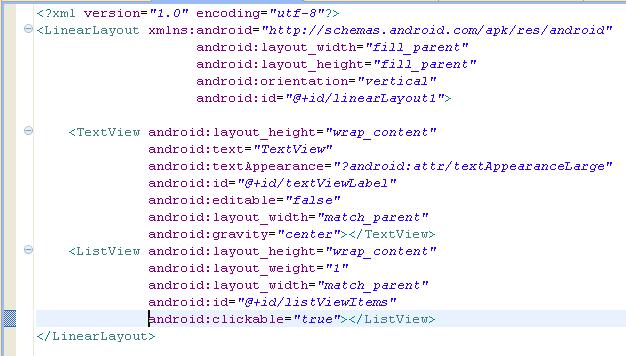 <?xml version="1.0" encoding="utf-8"?>
<LinearLayout xmlns:android="http://schemas.android.com/apk/res/android"
android:layout_width="fill_parent"
android:layout_height="fill_parent"
android:orientation="vertical"
android:id="@+id/linearLayout1">
<TextView android:layout_height="wrap_content"
android:text="TextView"
android:textAppearance="?android:attr/textAppearanceLarge"
android:id="@+id/textViewLabel"
android:editable="false"
android:layout_width="match_parent"
android:gravity="center"></TextView>
<ListView android:layout_height="wrap_content"
android:layout_weight="1"
android:layout_width="match_parent"
android:id="@+id/listViewItems"
android:clickable="true"></ListView>
</LinearLayout>